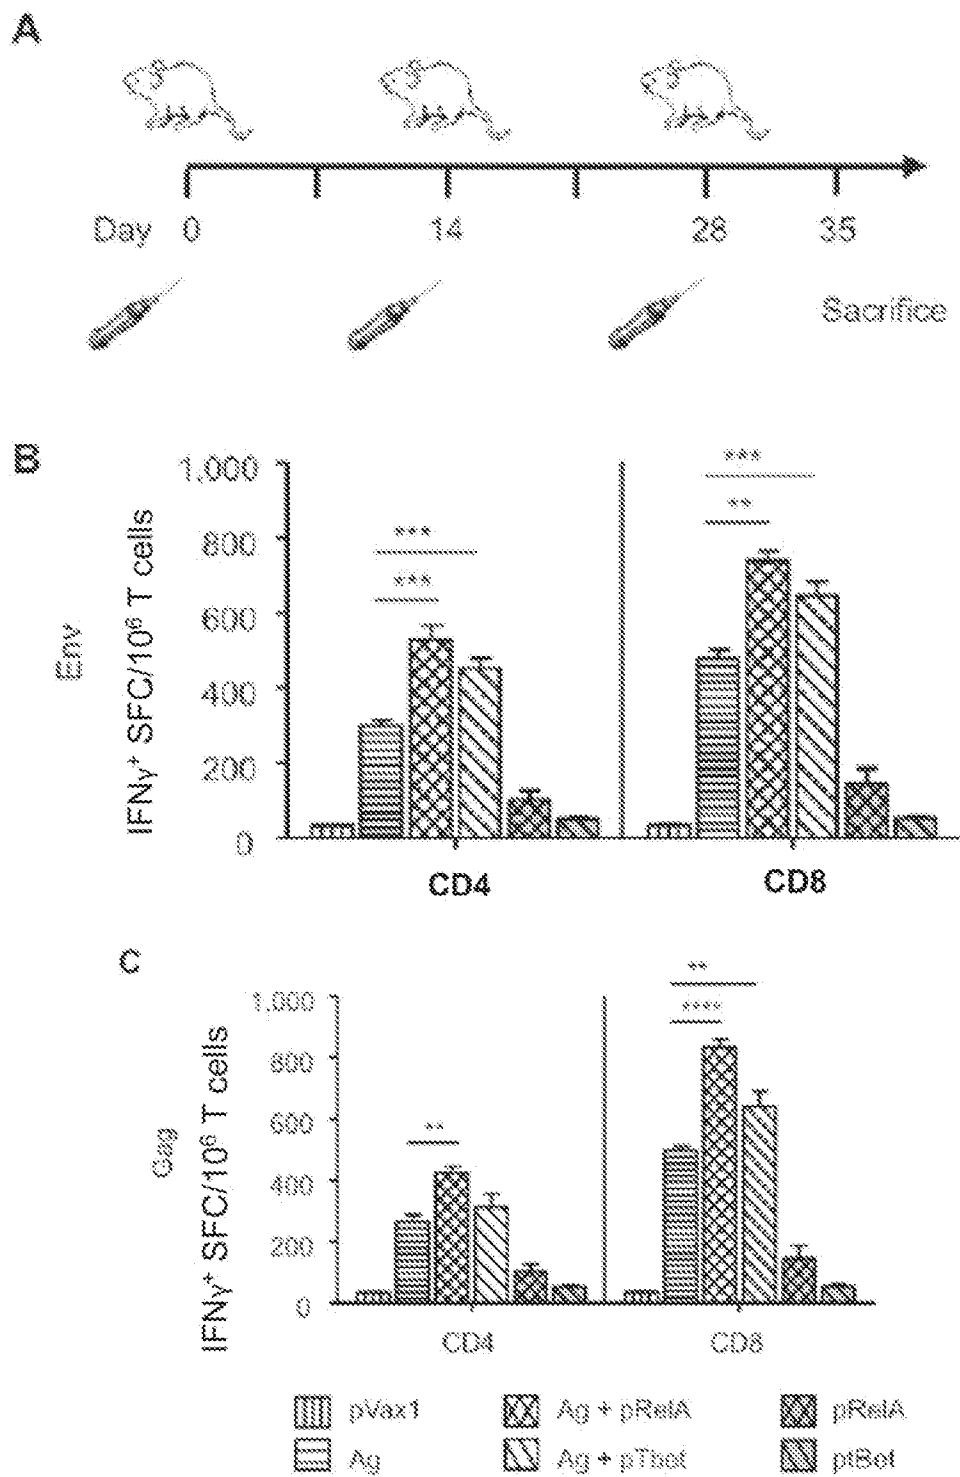 A
Day 0 14 28 35
Sacrifice
B
Env
IFNγ⁺ SFC/10⁶ T cells
1,000
800
600
400
200
0
***
***
***
**
CD4 CD8
C
Gag
IFNγ⁺ SFC/10⁶ T cells
1,000
800
600
400
200
0
**
**
****
CD4 CD8
pVax1 Ag + pRelA pRelA
Ag Ag + pTbot ptBot